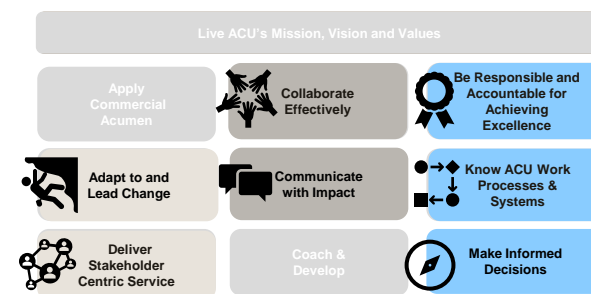 Live ACU's Mission, Vision and Values
Apply
Commercial
Acumen
Collaborate
Effectively
Be Responsible and
Accountable for
Achieving
Excellence
Adapt to and
Lead Change
Communicate
with Impact
Know ACU Work
Processes &
Systems
Deliver
Stakeholder
Centric Service
Coach &
Develop
Make Informed
Decisions